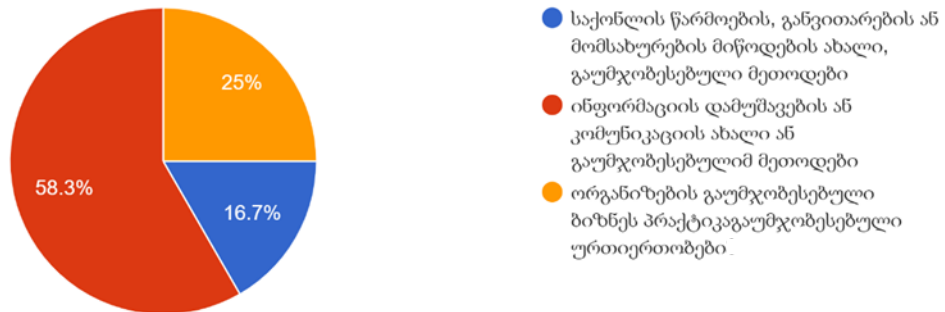 25%
58.3%
16.7%
საქონლის წარმოების, განვითარების ან
მომსახურების მიწოდების ახალი,
გაუმჯობესებული მეთოდები
ინფორმაციის დამუშავების ან
კომუნიკაციის ახალი ან
გაუმჯობესებულიმ მეთოდები
ორგანიზების გაუმჯობესებული
ბიზნეს პრაქტიკაგაუმჯობესებული
ურთიერთობები